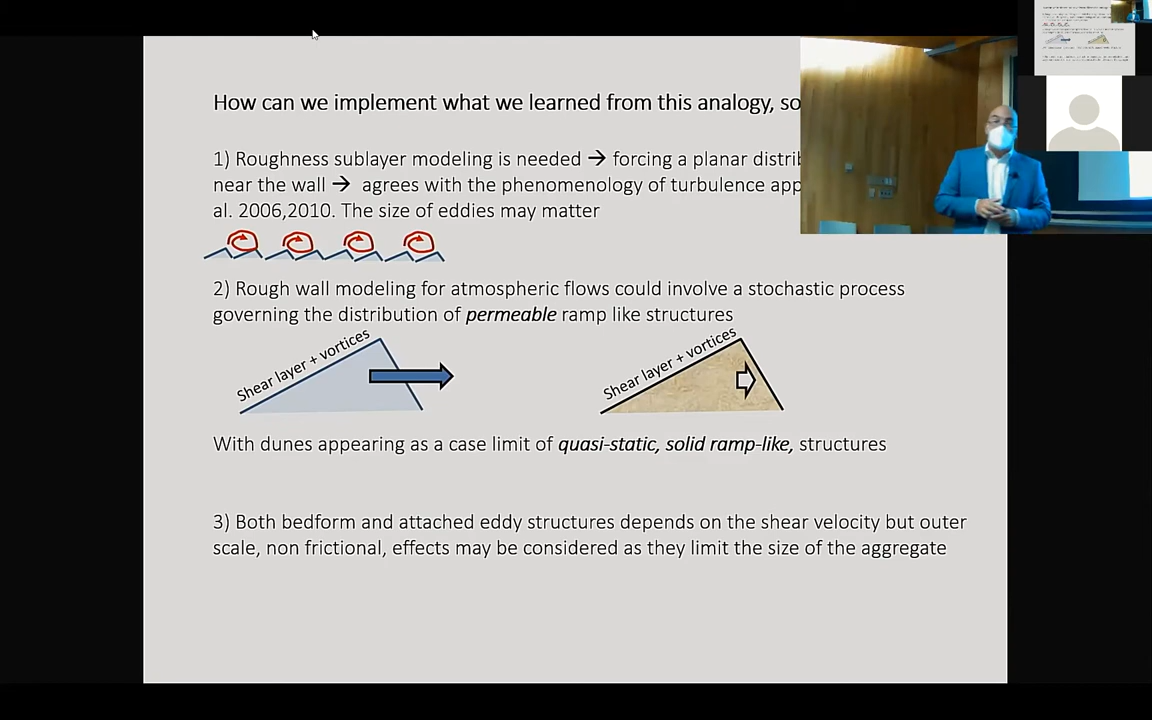 How can we implement what we learned from this analogy, so
1) Roughness sublayer modeling is needed → forcing a planar distrib
near the wall → agrees with the phenomenology of turbulence app
al. 2006,2010. The size of eddies may matter
2) Rough wall modeling for atmospheric flows could involve a stochastic process
governing the distribution of permeable ramp like structures
Shear layer + vortices
Shear layer + vortices
With dunes appearing as a case limit of quasi-static, solid ramp-like, structures
3) Both bedform and attached eddy structures depends on the shear velocity but outer
scale, non frictional, effects may be considered as they limit the size of the aggregate